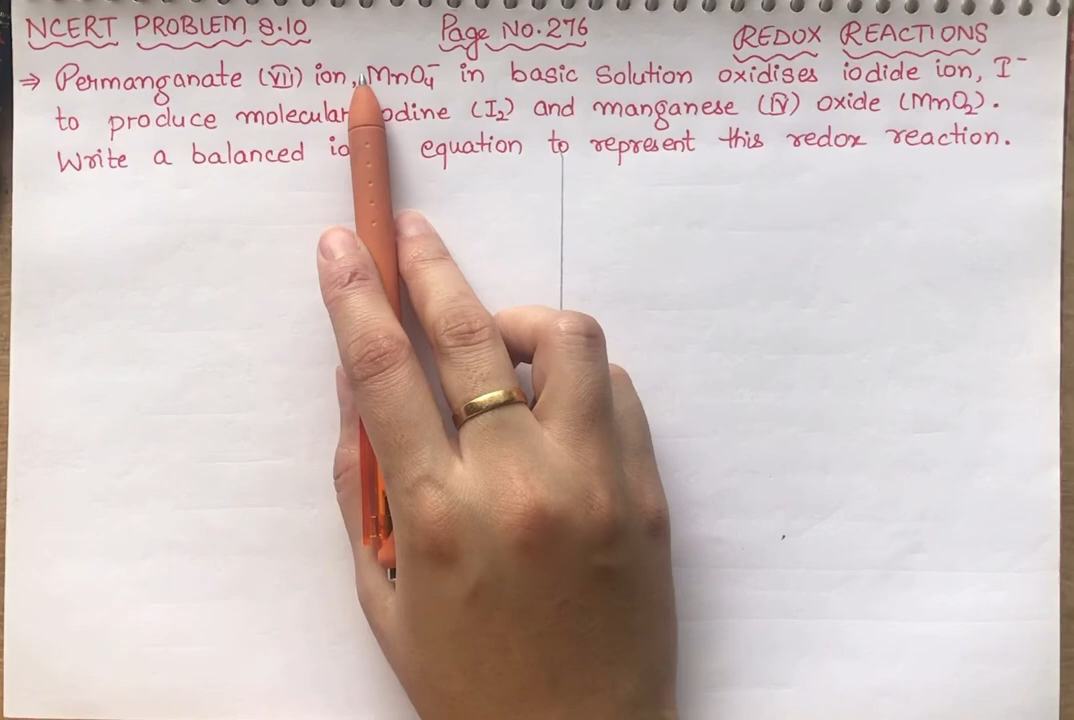 NCERT PROBLEM 8.10 Page No. 276 REDOX REACTIONS
⇒ Permanganate (VII) ion, MnO₄⁻ in basic solution oxidises iodide ion, I⁻
to produce molecular odine (I₂) and manganese (IV) oxide (MnO₂).
Write a balanced equation to represent this redox reaction.